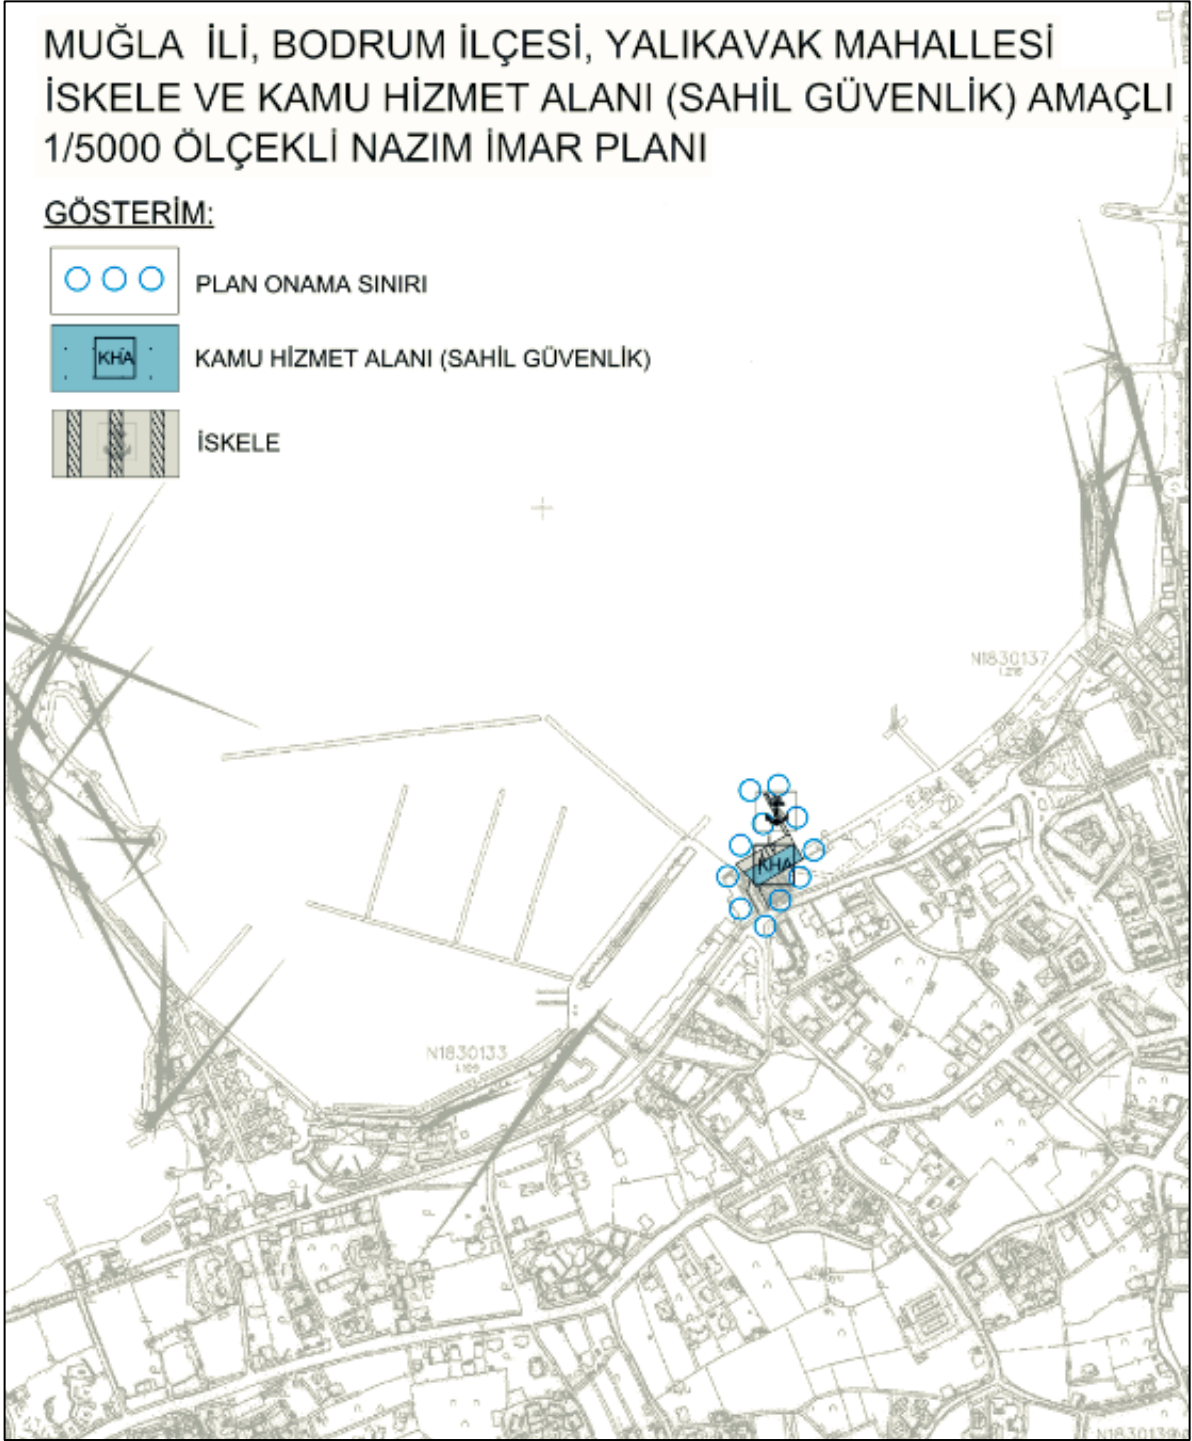 MUĞLA İLİ, BODRUM İLÇESİ, YALIKAVAK MAHALLESİ
İSKELE VE KAMU HİZMET ALANI (SAHİL GÜVENLİK) AMAÇLI
1/5000 ÖLÇEKLİ NAZIM İMAR PLANI
GÖSTERİM:
PLAN ONAMA SINIRI
KHA
KAMU HİZMET ALANI (SAHİL GÜVENLİK)
İSKELE
N1830137
KHA
N1830133
N1830139